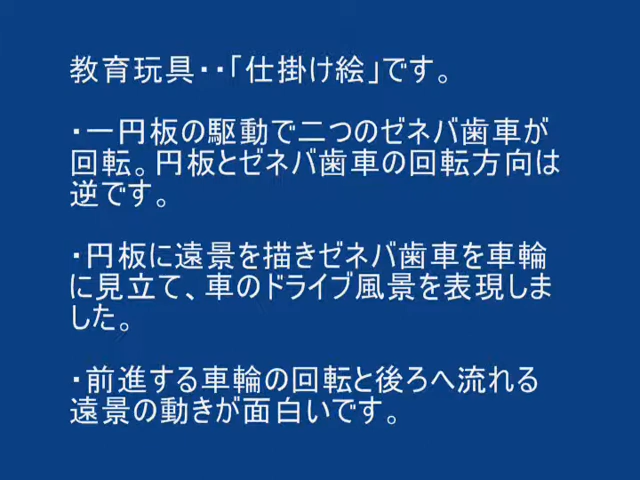 教育玩具・・「仕掛け絵」です。
・一円板の駆動で二つのゼネバ歯車が
回転。円板とゼネバ歯車の回転方向は
逆です。
・円板に遠景を描きゼネバ歯車を車輪
に見立て、車のドライブ風景を表現しま
した。
・前進する車輪の回転と後ろへ流れる
遠景の動きが面白いです。